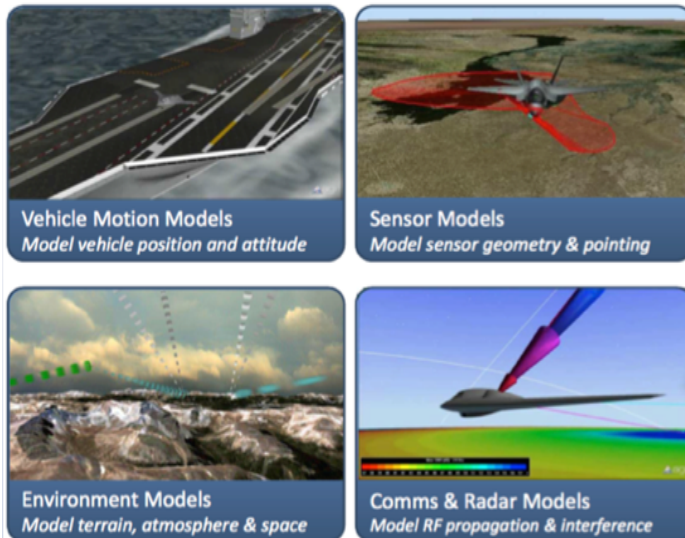 Vehicle Motion Models
Model vehicle position and attitude
Sensor Models
Model sensor geometry & pointing
Environment Models
Model terrain, atmosphere & space
Comms & Radar Models
Model RF propagation & interference